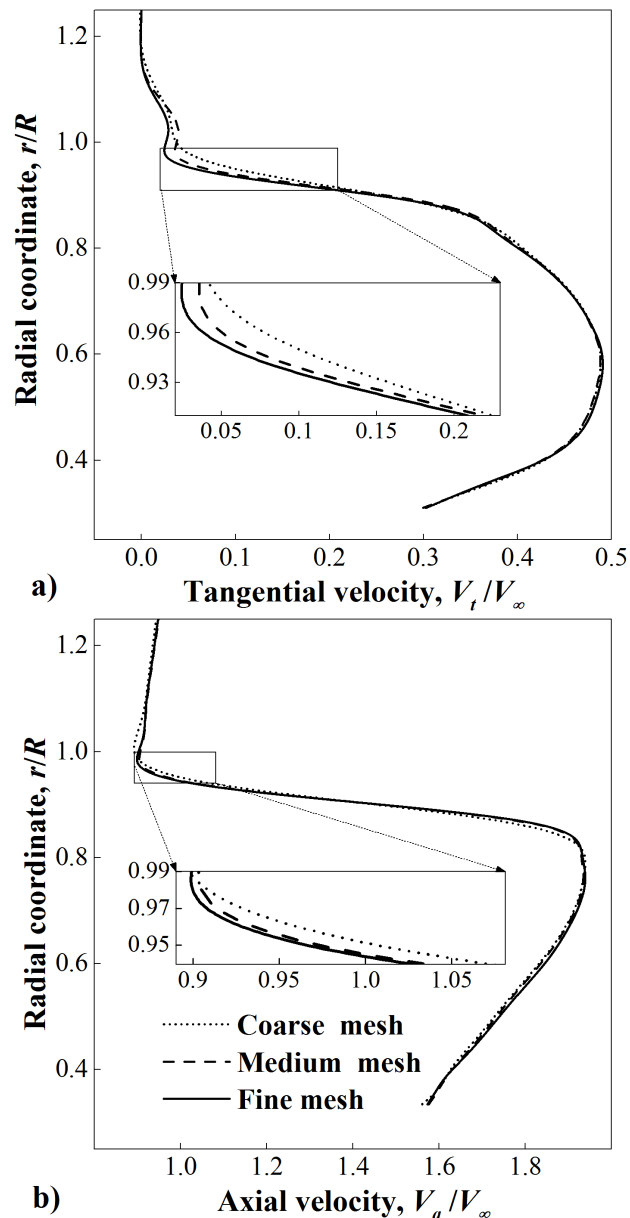 1.2
1.0
0.8
0.6
0.4
Radial coordinate, r/R
0.99
0.96
0.93
0.05 0.1 0.15 0.2
0.0 0.1 0.2 0.3 0.4 0.5
a)
Tangential velocity, Vt/V∞
1.2
1.0
0.8
0.6
0.4
Radial coordinate, r/R
0.99
0.97
0.95
0.9 0.95 1.0 1.05
Coarse mesh
Medium mesh
Fine mesh
1.0 1.2 1.4 1.6 1.8
b)
Axial velocity, Va/V∞